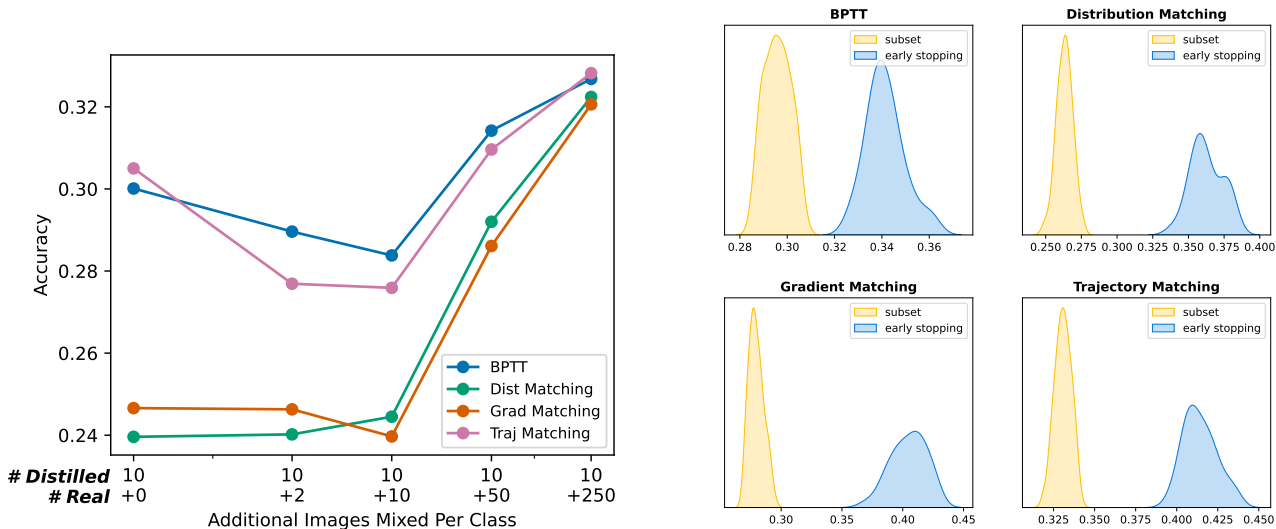 Accuracy
0.32
0.30
0.28
0.26
0.24
BPTT
Dist Matching
Grad Matching
Traj Matching
# Distilled 10 10 10 10 10
# Real +0 +2 +10 +50 +250
Additional Images Mixed Per Class
BPTT
subset
early stopping
0.28 0.30 0.32 0.34 0.36
Distribution Matching
subset
early stopping
0.250 0.275 0.300 0.325 0.350 0.375 0.400
Gradient Matching
subset
early stopping
0.30 0.35 0.40 0.45
Trajectory Matching
subset
early stopping
0.325 0.350 0.375 0.400 0.425 0.450